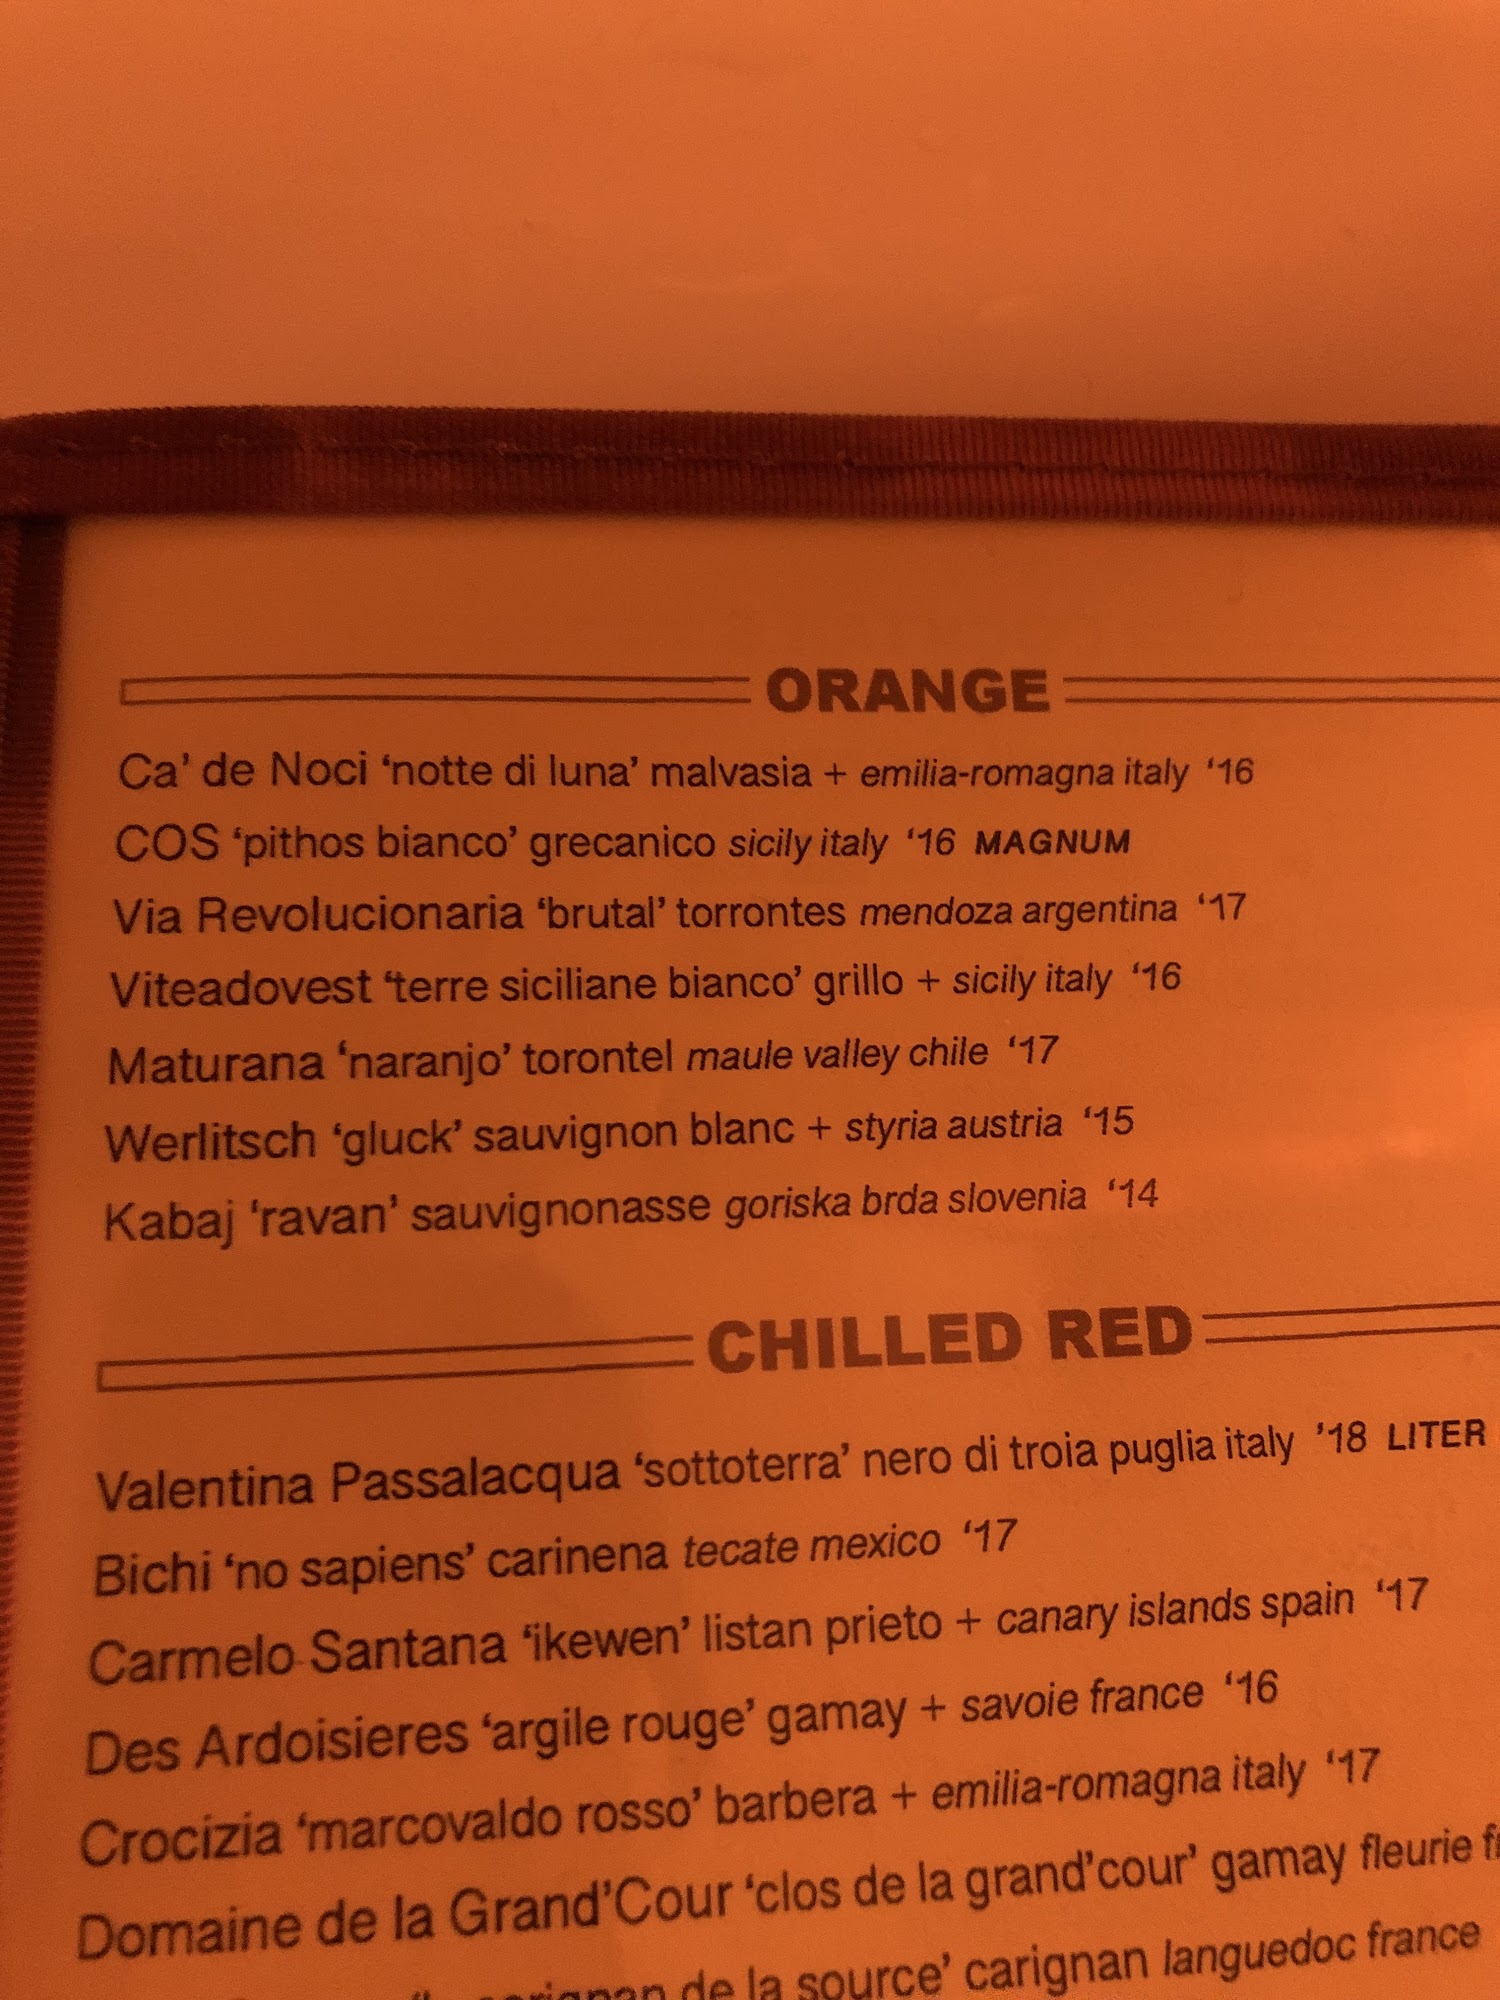 ORANGE
Ca' de Noci ‘notte di luna’ malvasia + emilia-romagna italy ‘16
COS ‘pithos bianco’ grecanico sicily italy ‘16 MAGNUM
Via Revolucionaria ‘brutal’ torrontes mendoza argentina ‘17
Viteadovest ‘terre siciliane bianco’ grillo + sicily italy ‘16
Maturana ‘naranjo’ torontel maule valley chile ‘17
Werlitsch ‘gluck’ sauvignon blanc + styria austria ‘15
Kabaj ‘ravan’ sauvignonasse goriska brda slovenia ‘14
CHILLED RED
Valentina Passalacqua ‘sottoterra’ nero di troia puglia italy ’18 LITER
Bichi ‘no sapiens’ carinena tecate mexico ‘17
Carmelo Santana ‘ikewen’ listan prieto + canary islands spain ‘17
Des Ardoisieres ‘argile rouge’ gamay + savoie france ‘16
Crocizia ‘marcovaldo rosso’ barbera + emilia-romagna italy ‘17
Domaine de la Grand’Cour ‘clos de la grand’cour’ gamay fleurie
de la source’ carignan languedoc france